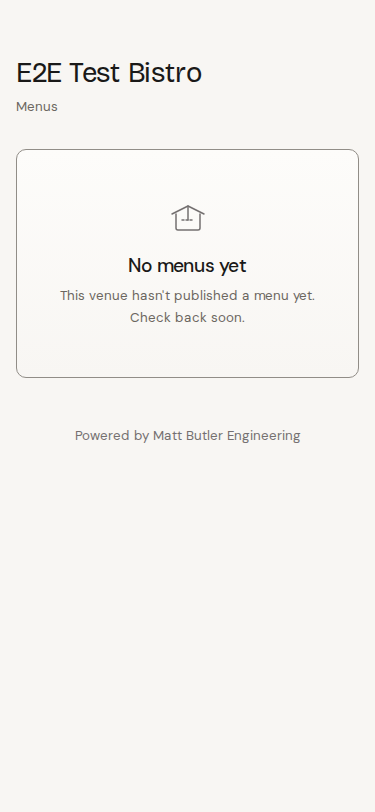 E2E Test Bistro
Menus
No menus yet
This venue hasn't published a menu yet.
Check back soon.
Powered by Matt Butler Engineering